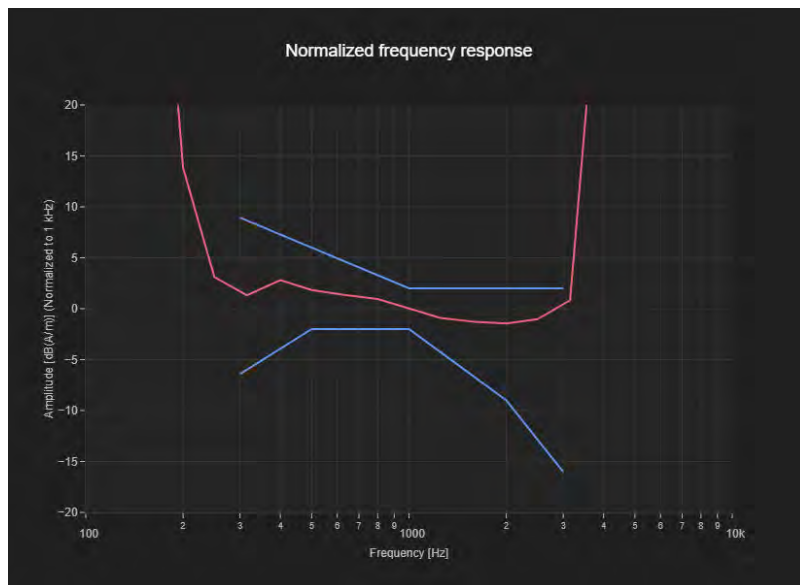 Normalized frequency response
Amplitude [dB(A/m)] (Normalized to 1 kHz)
20
15
10
5
0
−5
−10
−15
−20
100 2 3 4 5 6 7 8 9 1000 2 3 4 5 6 7 8 9 10k
Frequency [Hz]